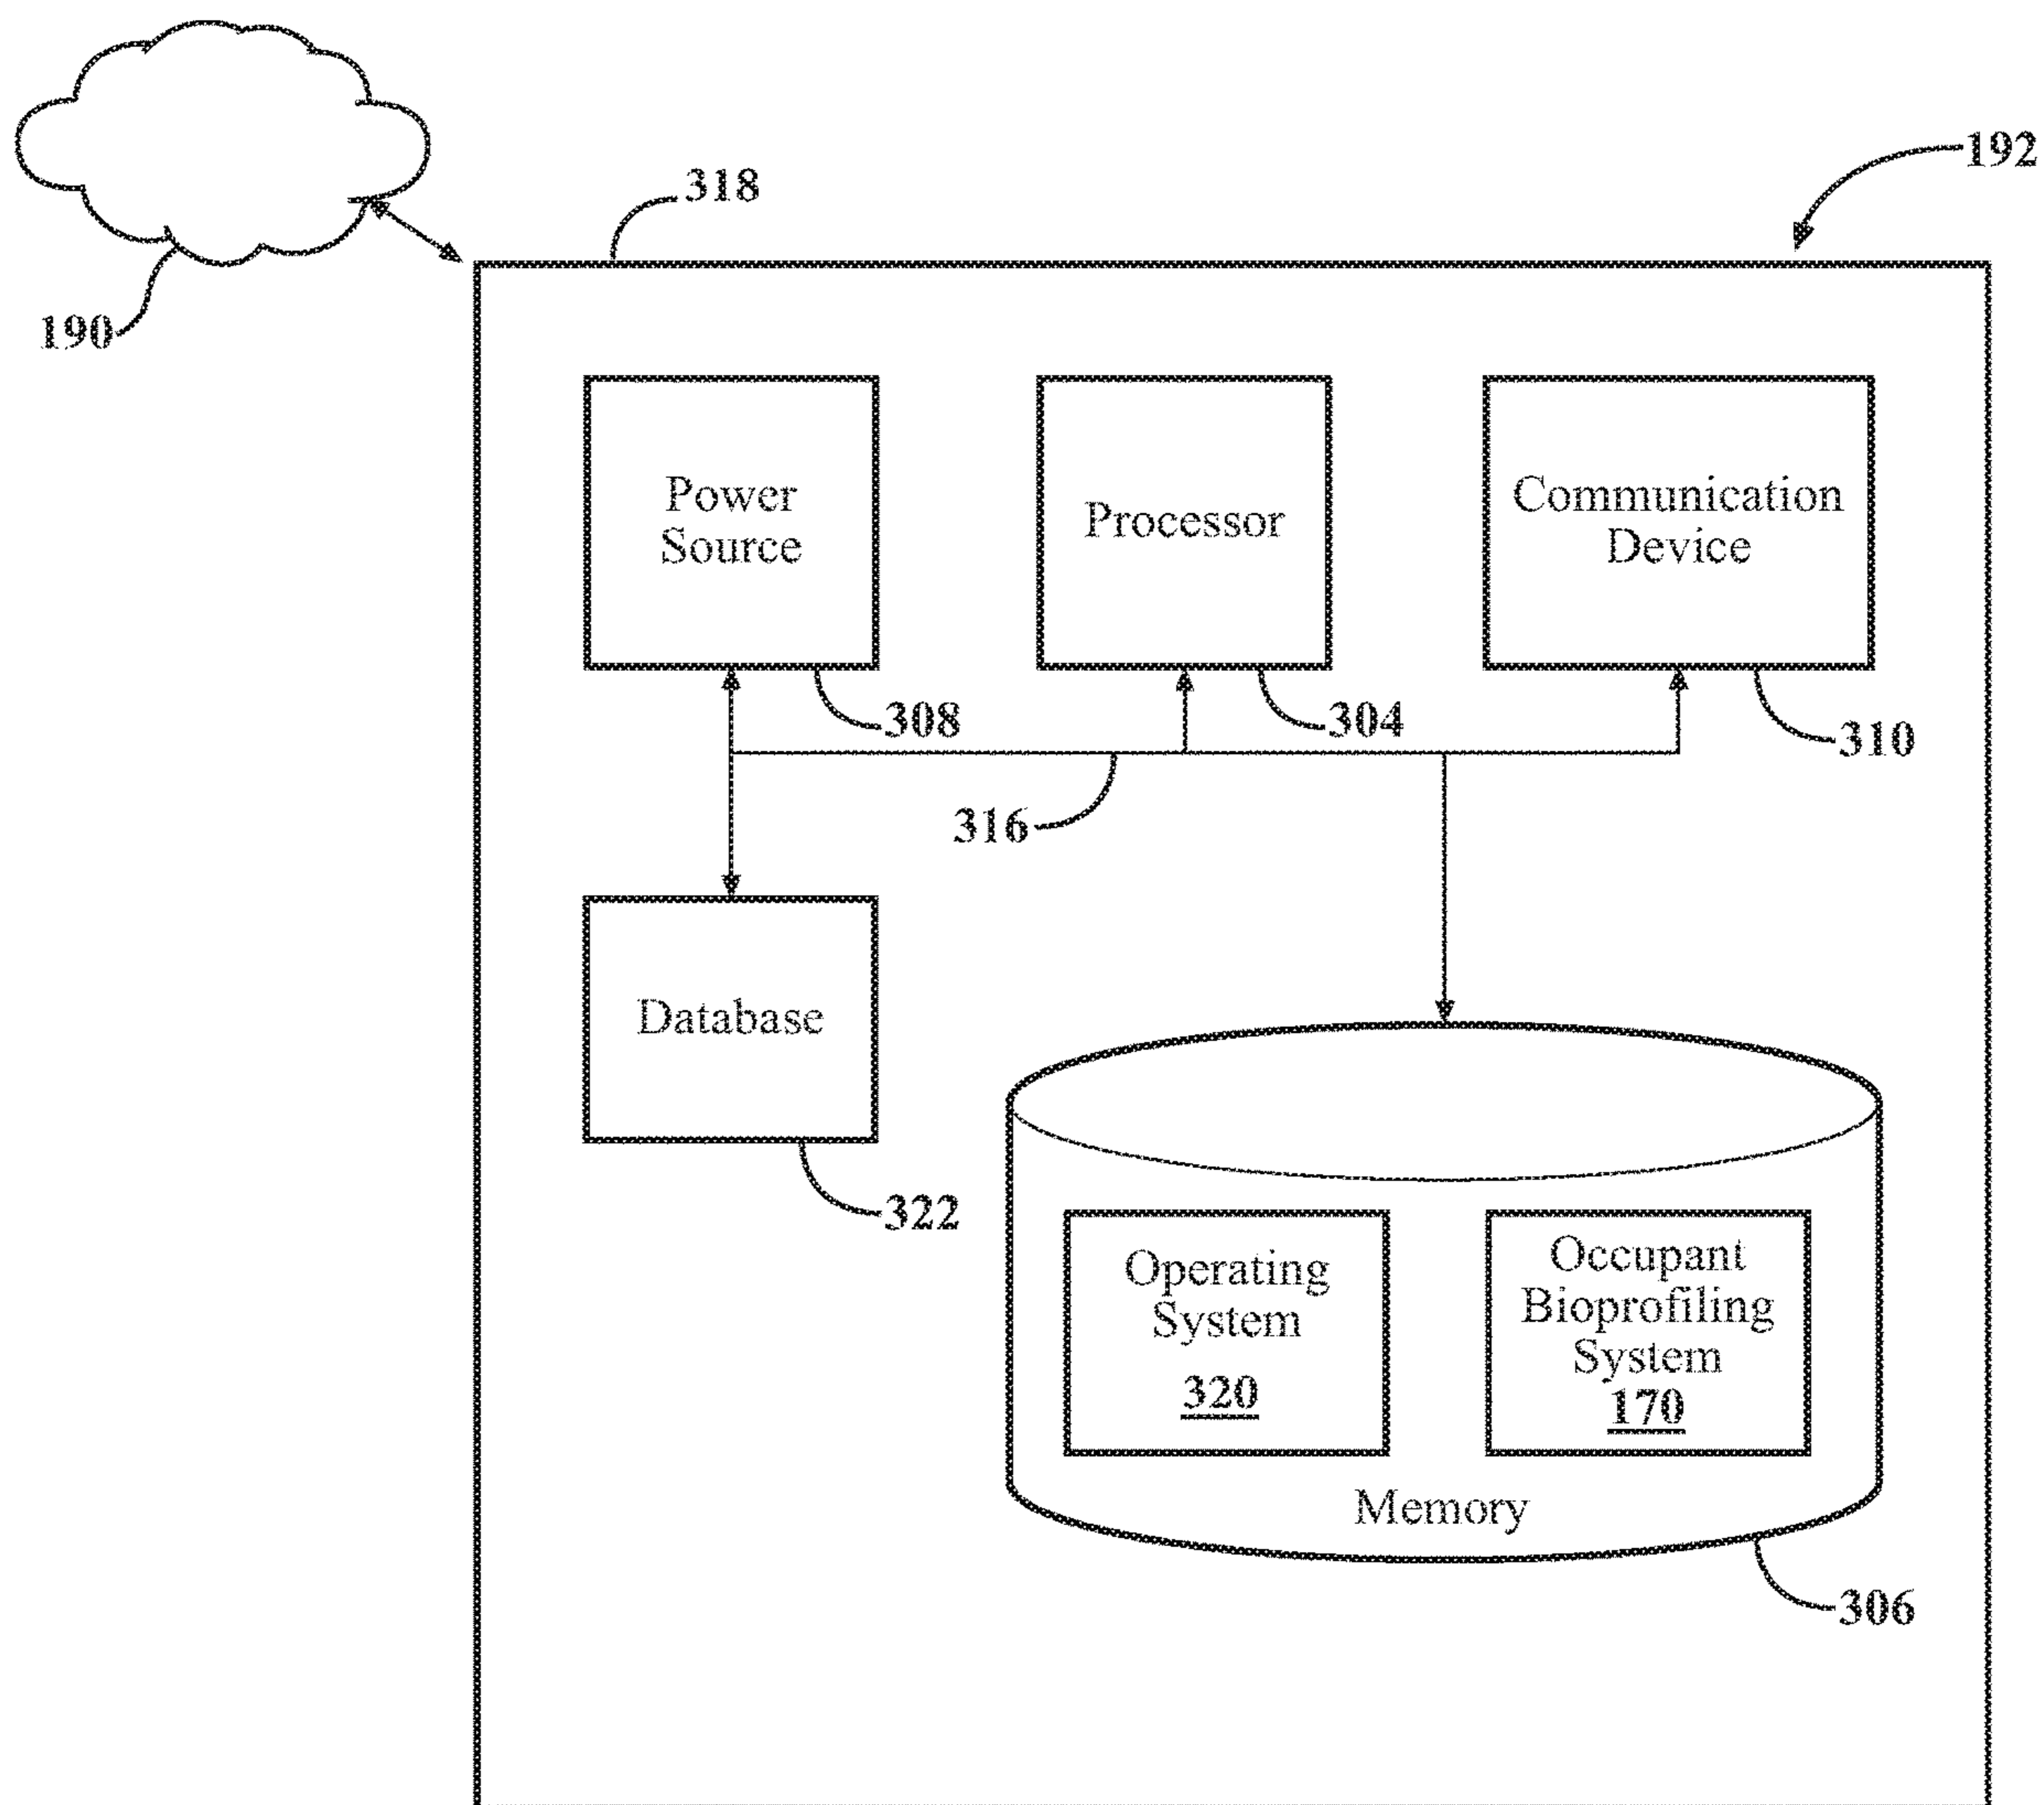 192
318
190
Power
Source
Processor
Communication
Device
308
304
310
316
Database
322
Operating
System
320
Occupant
Bioprofiling
System
170
Memory
306